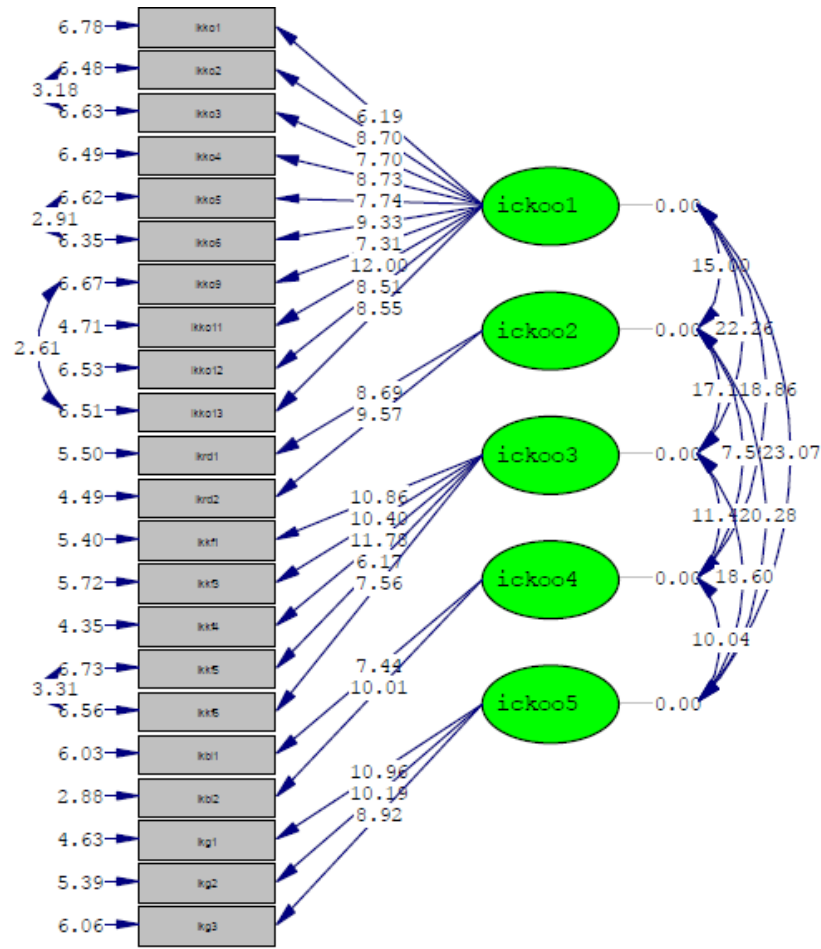 6.78 Ikko1
6.48 Ikko2
3.18
6.63 Ikko3
6.19
8.70
6.49 Ikko4
7.70
8.73
6.62 Ikko5
7.74
ickoo1
0.00
2.91
9.33
6.35 Ikko6
7.31
12.00
15.00
6.67 Ikko9
8.51
8.55
4.71 Ikko11
ickoo2
0.00
22.26
2.61
6.53 Ikko12
8.69
17.118.86
6.51 Ikko13
9.57
5.50 Ikrd1
ickoo3
0.00
7.523.07
4.49 Ikrd2
10.86
10.40
11.420.28
5.40 Ikkf1
11.78
6.17
5.72 Ikkf3
7.56
ickoo4
0.00
18.60
4.35 Ikkf4
10.04
6.73 Ikkf5
7.44
3.31
10.01
6.56
ickoo5
0.00
6.03 Ikbl1
10.96
2.88 Ikbl2
10.19
8.92
4.63 Ikg1
5.39 Ikg2
6.06 Ikg3